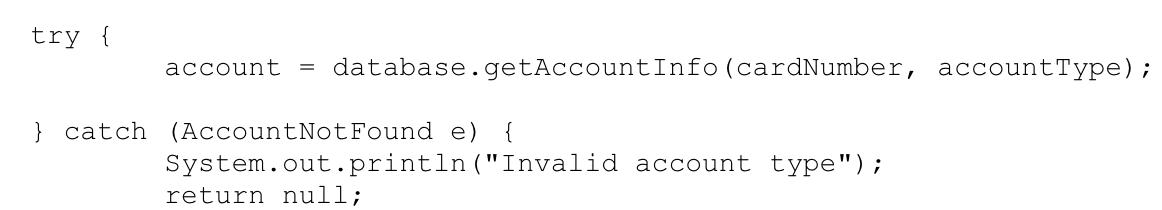 try {
        account = database.getAccountInfo(cardNumber, accountType);
} catch (AccountNotFound e) {
        System.out.println("Invalid account type");
        return null;